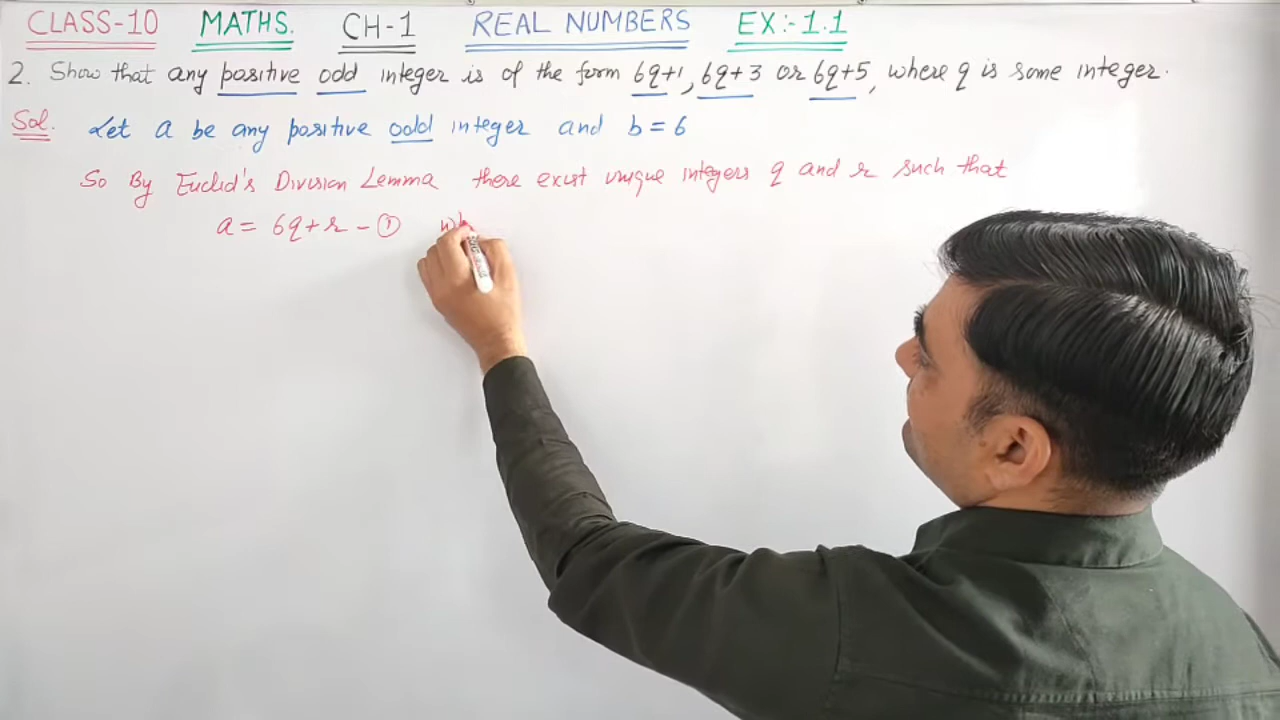 CLASS-10 MATHS. CH-1 REAL NUMBERS EX:-1.1
2. Show that any positive odd integer is of the form 6q+1, 6q+3 or 6q+5, where q is some integer.
Sol. Let a be any positive odd integer and b=6
So By Euclid's Division Lemma there exist unique integers q and r such that
a = 6q+r - ①